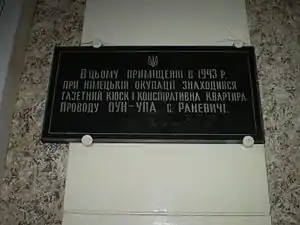 В цьому приміщенні в 1943 р.
при німецькій окупації знаходився
газетний кіоск і конспіративна квартира
проводу ОУН-УПА с. Раневичі.